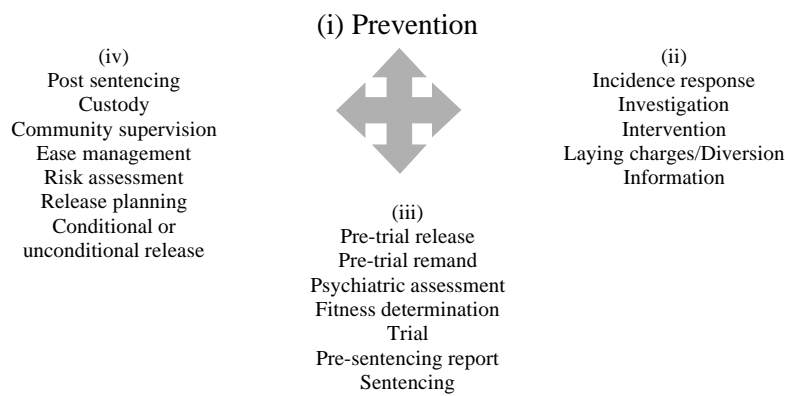 (i) Prevention
(iv)
Post sentencing
Custody
Community supervision
Ease management
Risk assessment
Release planning
Conditional or
unconditional release
(ii)
Incidence response
Investigation
Intervention
Laying charges/Diversion
Information
(iii)
Pre-trial release
Pre-trial remand
Psychiatric assessment
Fitness determination
Trial
Pre-sentencing report
Sentencing